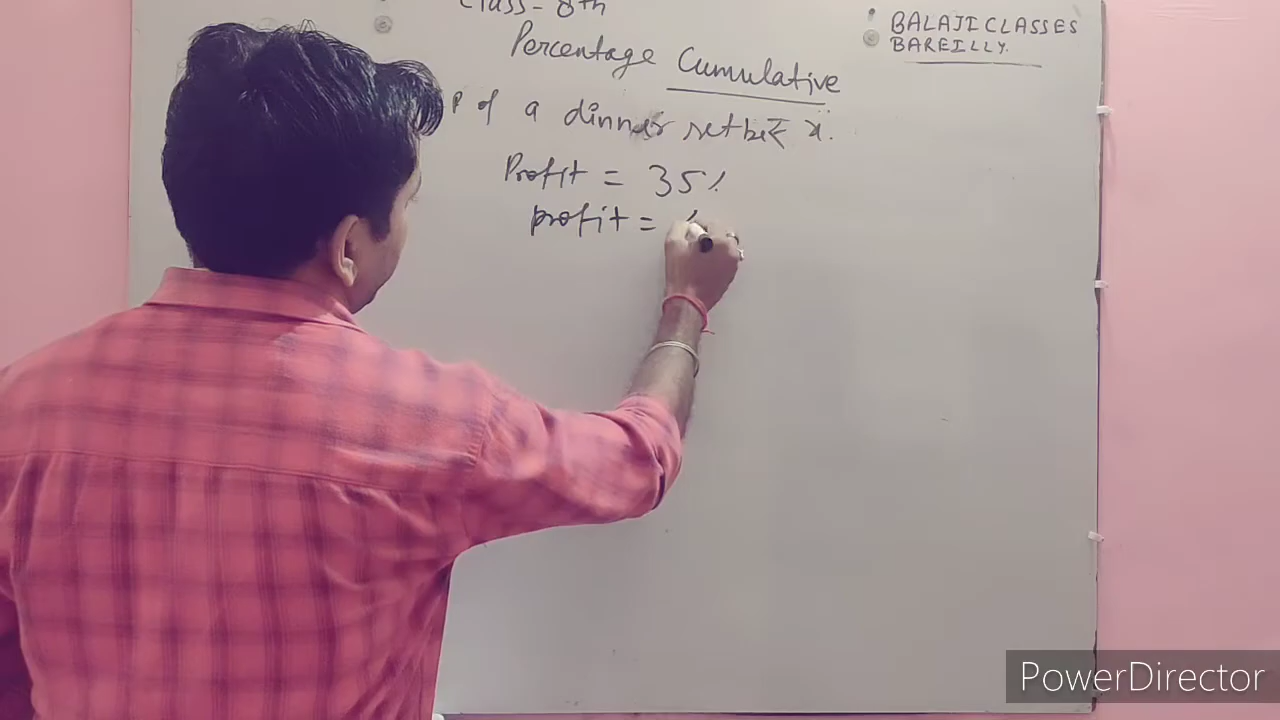 Class- 8th
BALAJI CLASSES
BAREILLY.
Percentage Cumulative
P of a dinner set be ₹ x.
Profit = 35%
profit =
PowerDirector